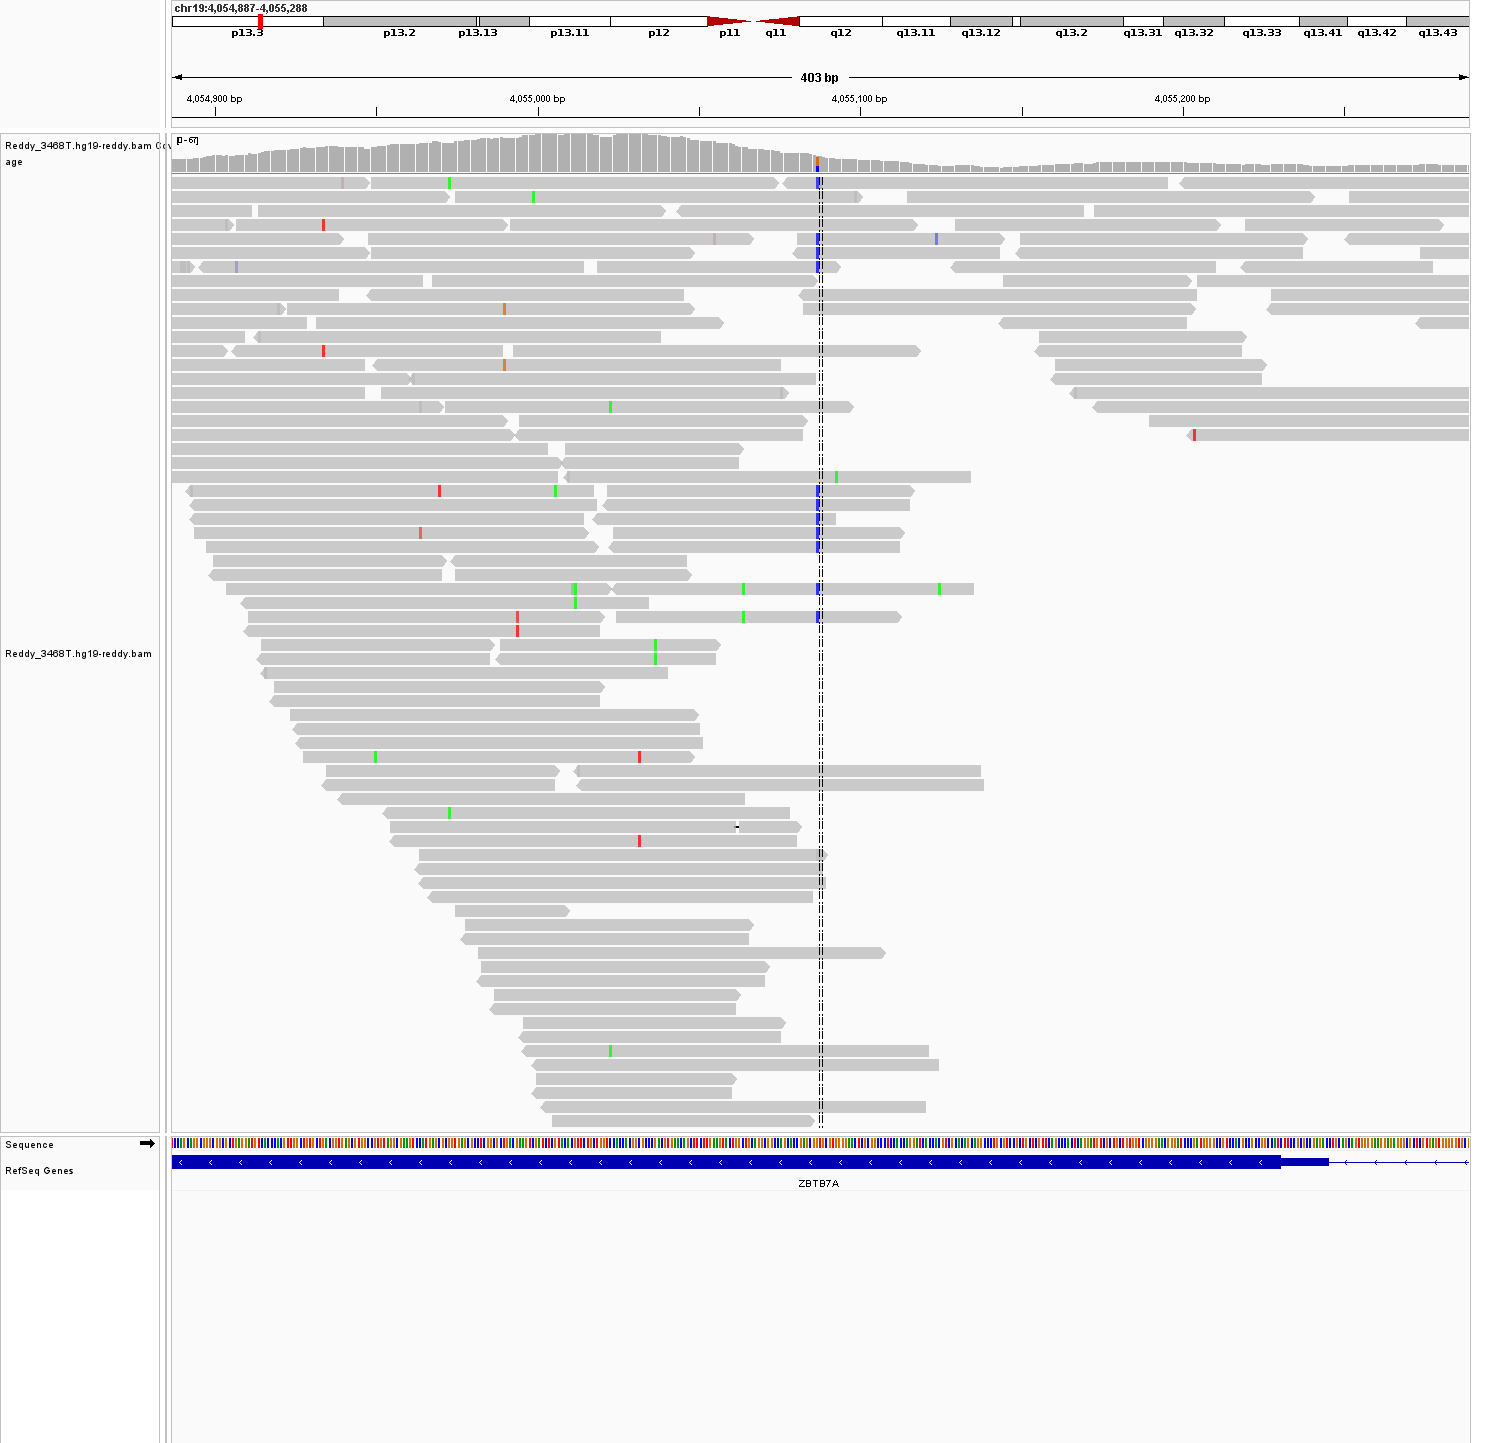 chr19:4,054,887-4,055,288
p13.3 p13.2 p13.13 p13.11 p12 p11 q11 q12 q13.11 q13.12 q13.2 q13.31 q13.32 q13.33 q13.41 q13.42 q13.43
403 bp
4,054,900 bp 4,055,000 bp 4,055,100 bp 4,055,200 bp
[0 - 67]
Reddy_3468T.hg19-reddy.bam Cov
age
Reddy_3468T.hg19-reddy.bam
Sequence
RefSeq Genes
ZBTB7A